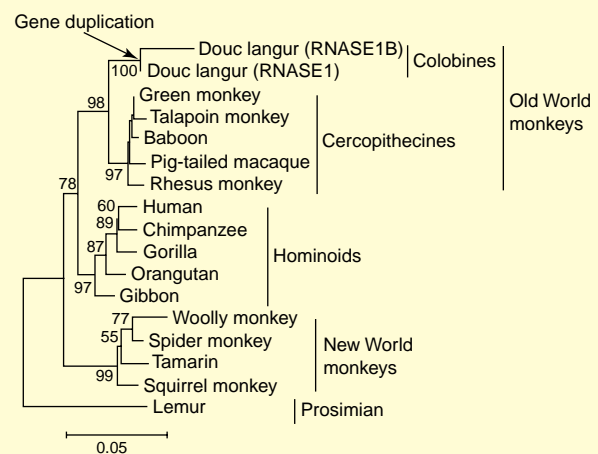 Gene duplication
Douc langur (RNASE1B)
100
Douc langur (RNASE1)
Colobines
98
Green monkey
Talapoin monkey
Baboon
Pig-tailed macaque
97
Rhesus monkey
Cercopithecines
Old World
monkeys
78
60
Human
89
Chimpanzee
87
Gorilla
Orangutan
97
Gibbon
Hominoids
77
Woolly monkey
55
Spider monkey
Tamarin
99
Squirrel monkey
New World
monkeys
Lemur
Prosimian
0.05